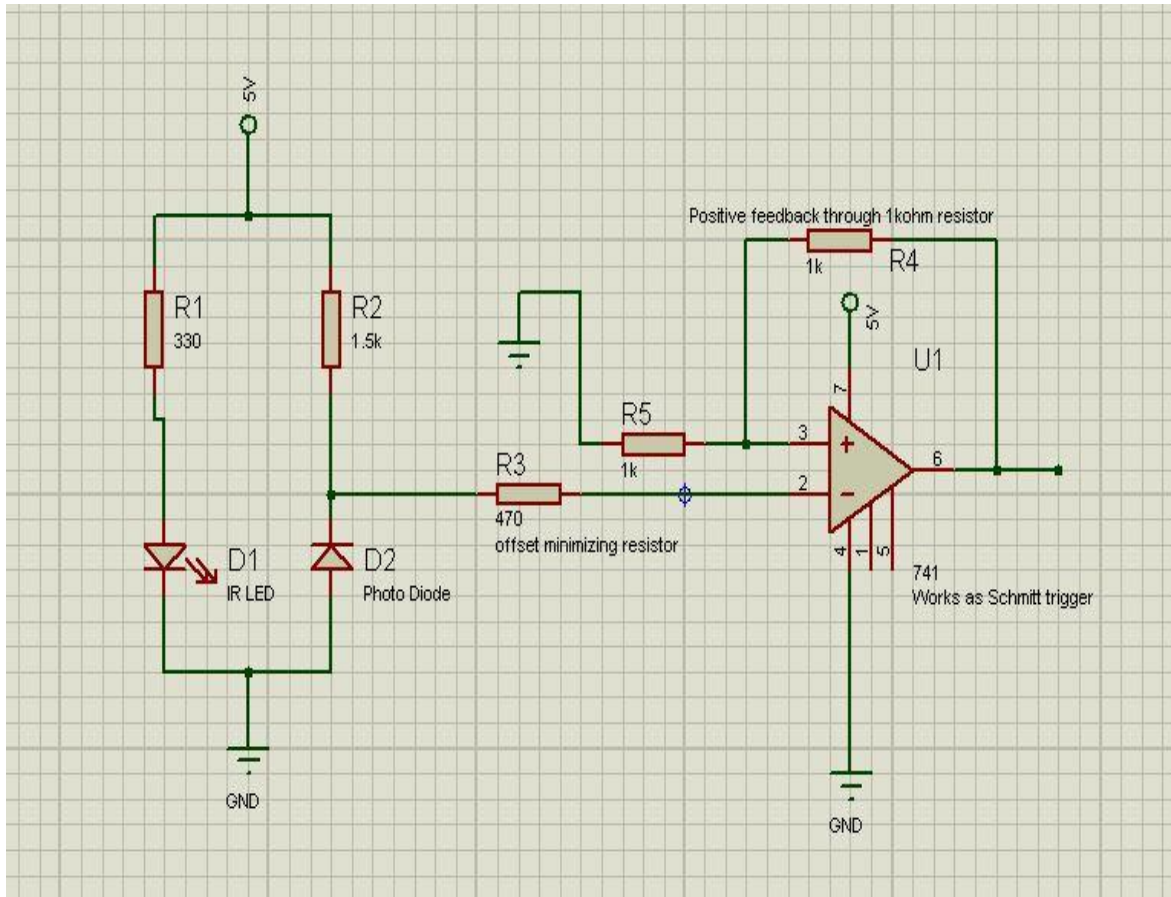 5V
Positive feedback through 1kohm resistor
1k
R4
5V
R1
330
R2
1.5k
U1
7
R5
1k
3
6
R3
470
2
offset minimizing resistor
4
1
5
D1
IR LED
D2
Photo Diode
741
Works as Schmitt trigger
GND
GND